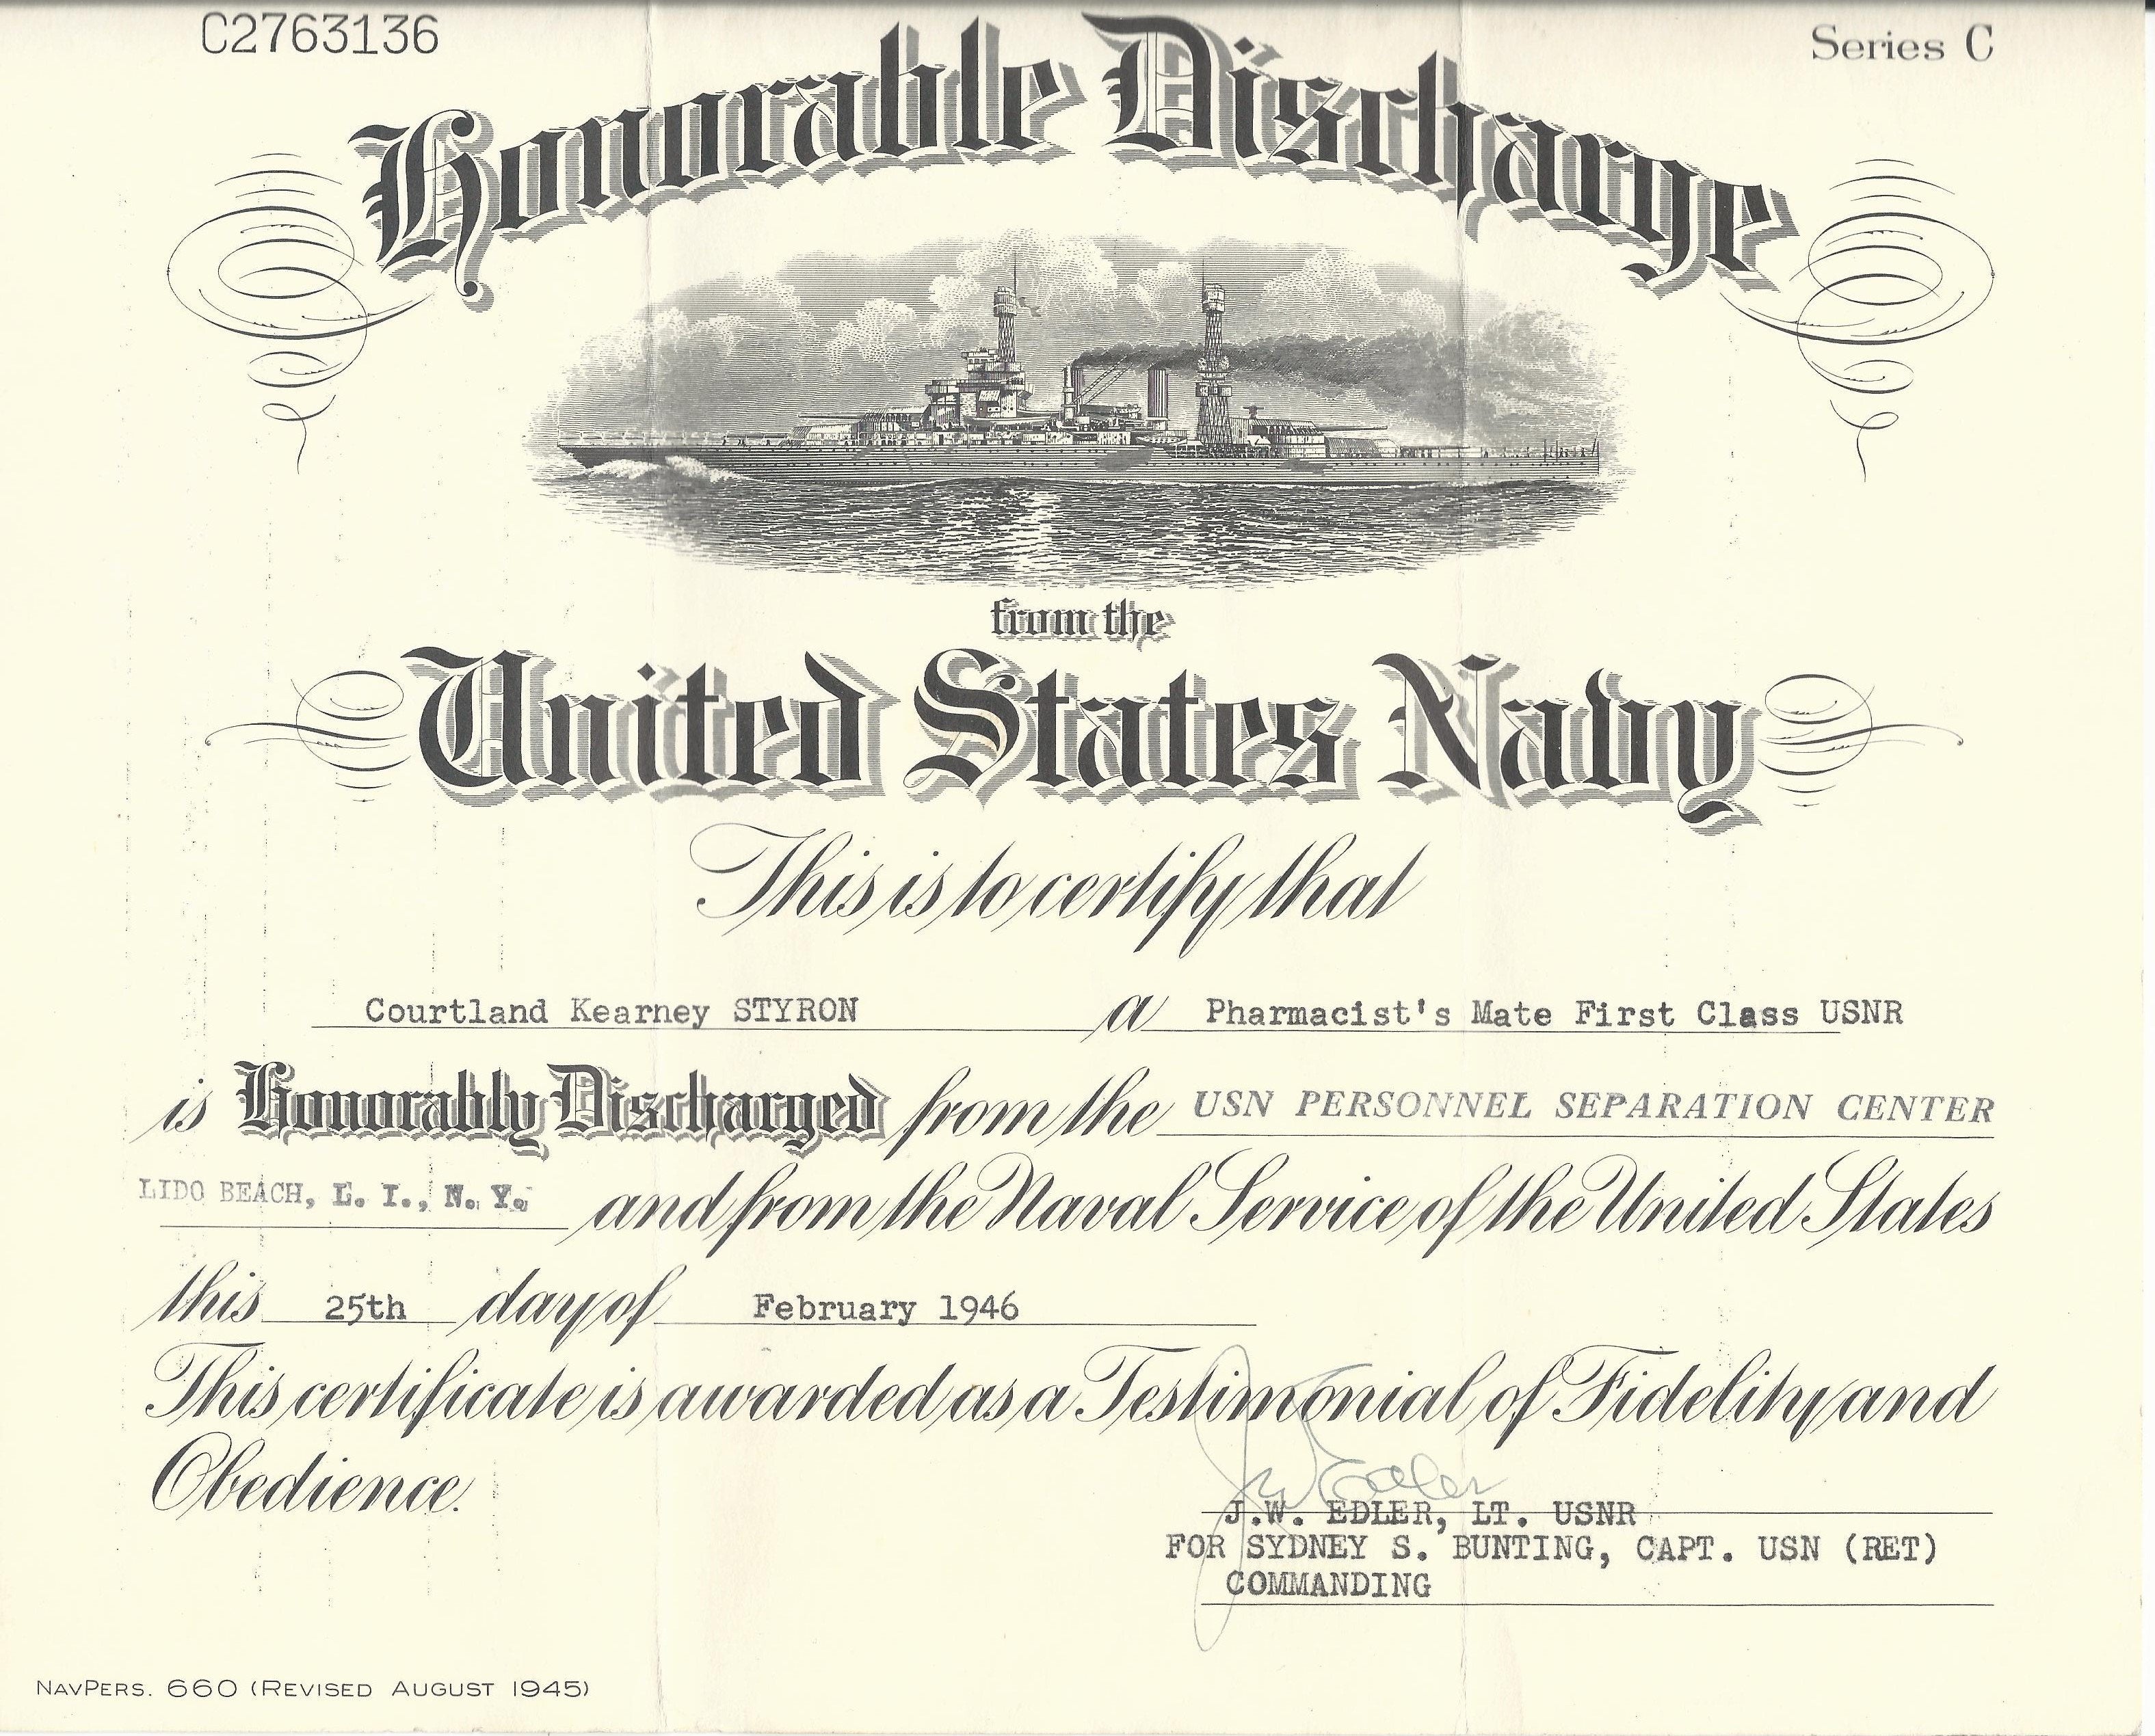 C2763136 Series C
Honorable Discharge
from the
United States Navy
This is to certify that
Courtland Kearney STYRON a Pharmacist's Mate First Class USNR
is Honorably Discharged from the USN PERSONNEL SEPARATION CENTER
LIDO BEACH, L. I., N. Y. and from the Naval Service of the United States
this 25th day of February 1946
This certificate is awarded as a Testimonial of Fidelity and
Obedience.
JW Edler
J.W. EDLER, LT. USNR
FOR SYDNEY S. BUNTING, CAPT. USN (RET)
COMMANDING
NAVPERS. 660 (REVISED AUGUST 1945)